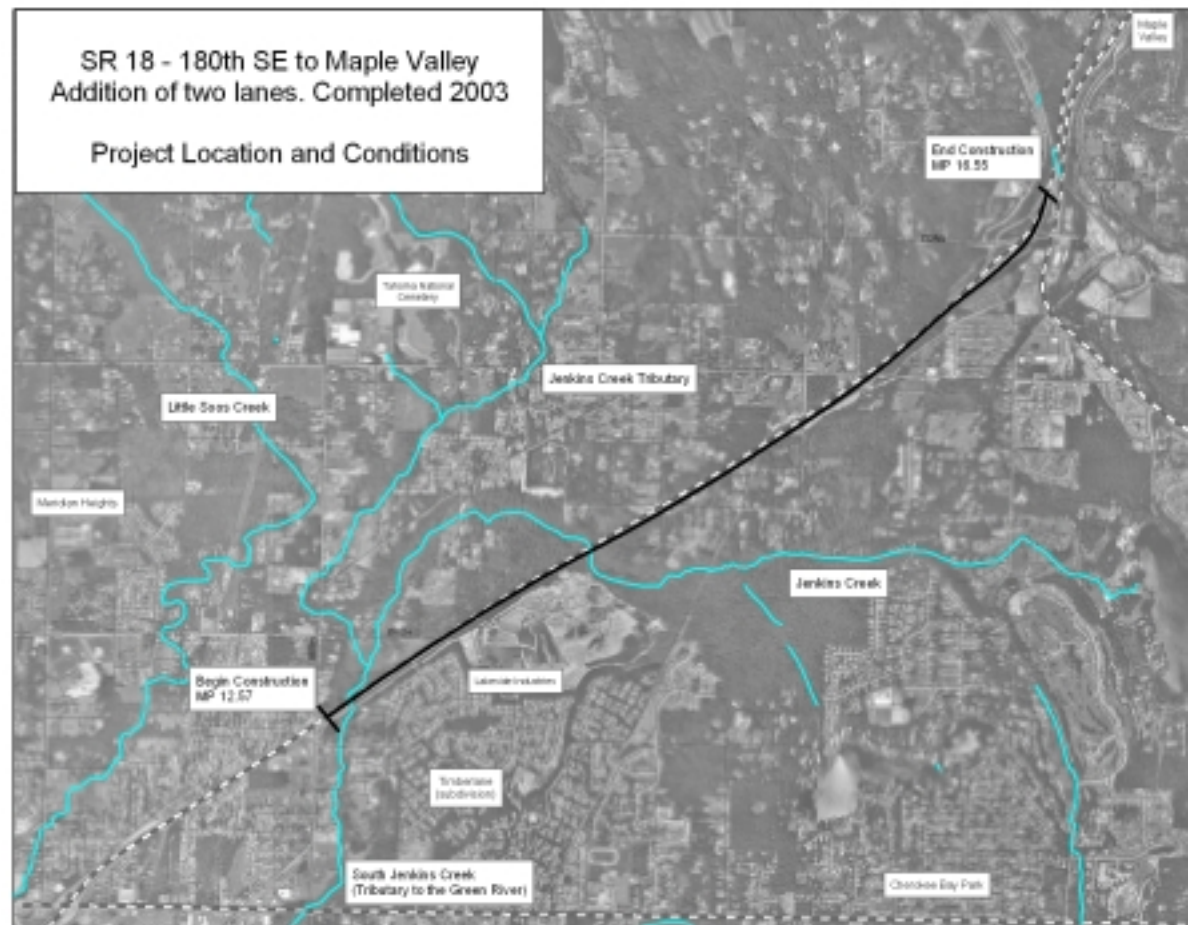 SR 18 - 180th SE to Maple Valley
Addition of two lanes. Completed 2003
Project Location and Conditions
Maple
Valley
End Construction
MP 16.55
Tahoma National
Cemetery
Jenkins Creek Tributary
Little Soos Creek
Meridian Heights
Jenkins Creek
Begin Construction
MP 12.57
Lakeside Industries
Timberlane
(subdivision)
South Jenkins Creek
(Tributary to the Green River)
Cherokee Bay Park